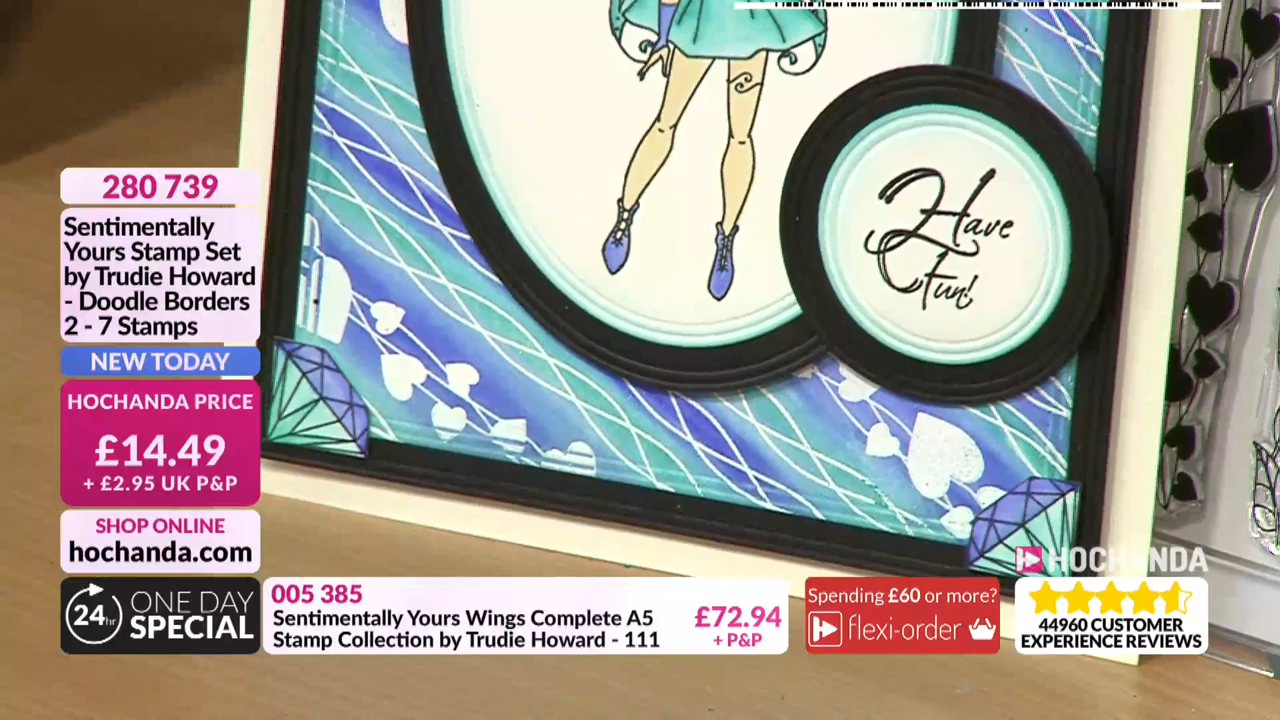 280 739
Sentimentally
Yours Stamp Set
by Trudie Howard
- Doodle Borders
2 - 7 Stamps
NEW TODAY
HOCHANDA PRICE
£14.49
+ £2.95 UK P&P
SHOP ONLINE
hochanda.com
24hr
ONE DAY
SPECIAL
005 385
Sentimentally Yours Wings Complete A5
Stamp Collection by Trudie Howard - 111
£72.94
+ P&P
Spending £60 or more?
flexi-order
HOCHANDA
44960 CUSTOMER
EXPERIENCE REVIEWS
Have
Fun!